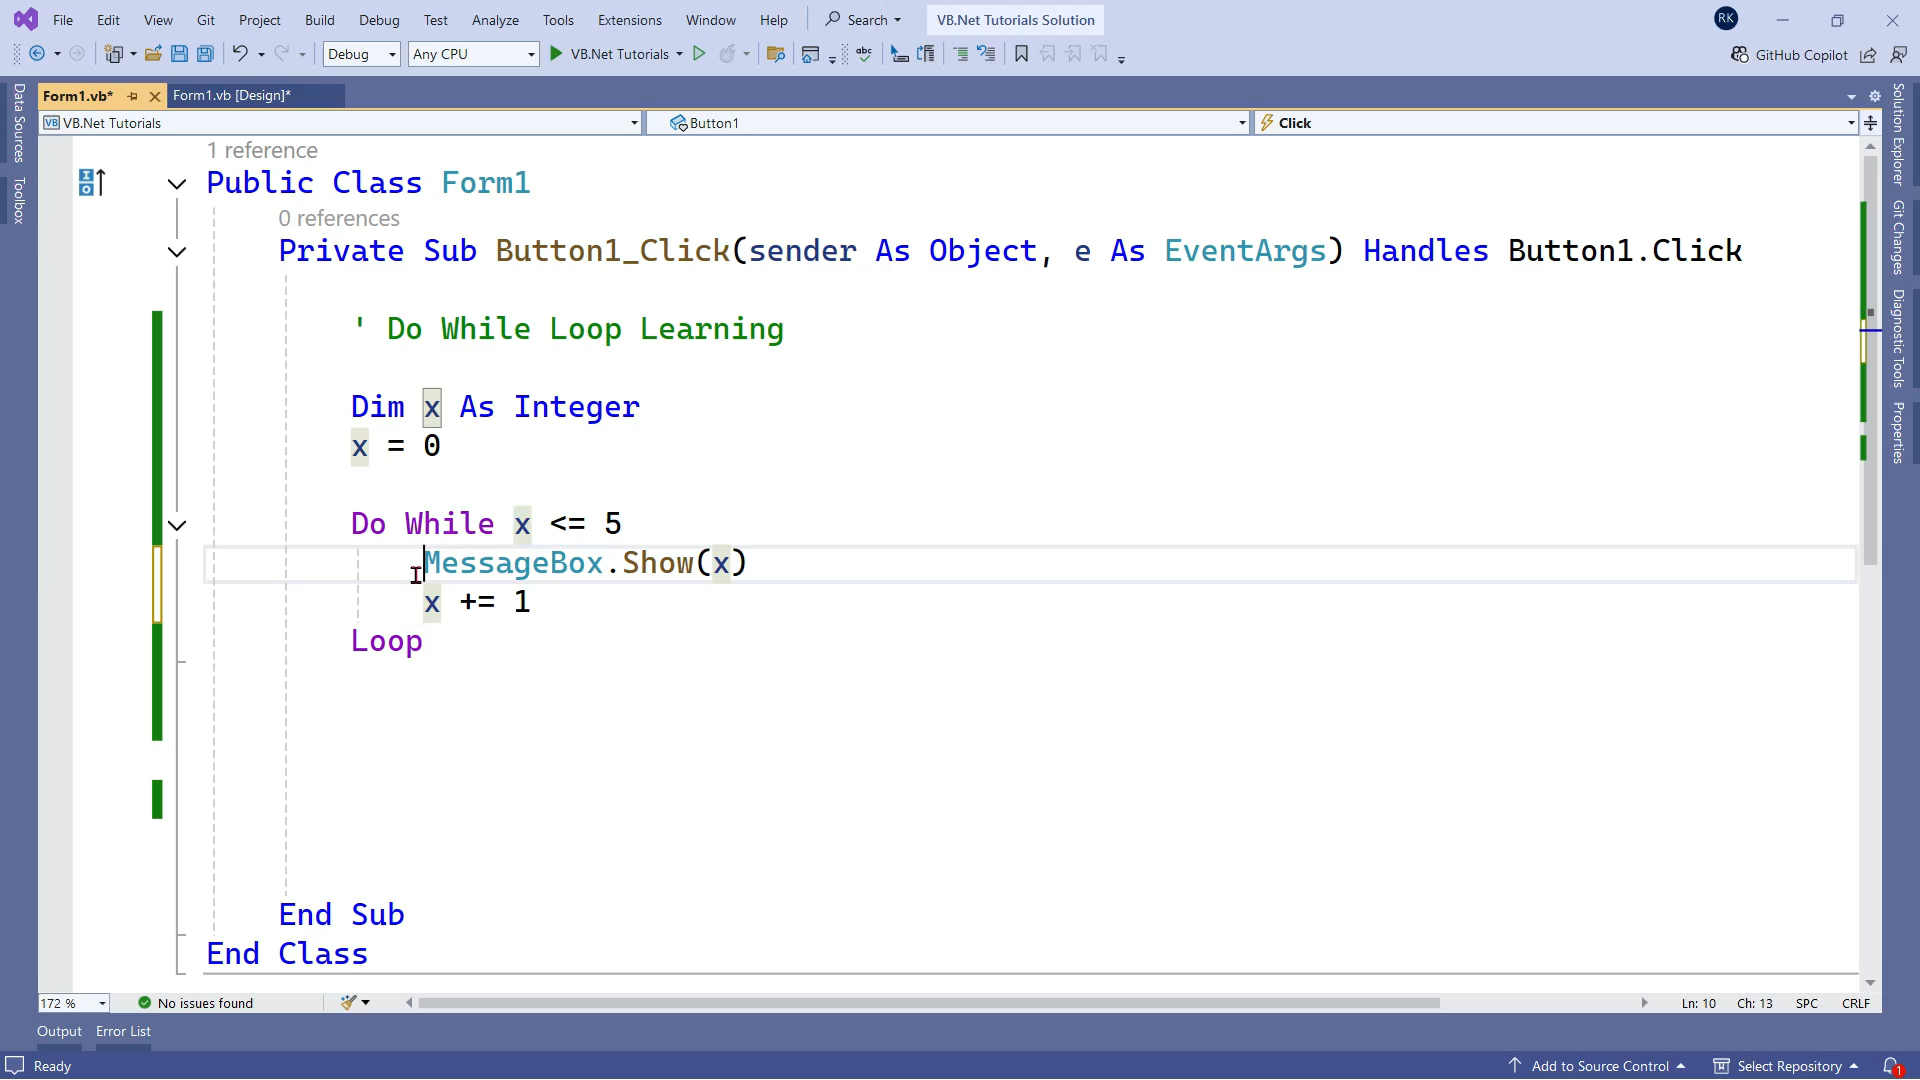 File Edit View Git Project Build Debug Test Analyze Tools Extensions Window Help Search VB.Net Tutorials Solution RK
Debug Any CPU VB.Net Tutorials abc GitHub Copilot
Form1.vb* Form1.vb [Design]*
VB VB.Net Tutorials Button1 Click
Data Sources
Toolbox
1 reference
Public Class Form1
0 references
Private Sub Button1_Click(sender As Object, e As EventArgs) Handles Button1.Click
' Do While Loop Learning
Dim x As Integer
x = 0
Do While x <= 5
MessageBox.Show(x)
x += 1
Loop
End Sub
End Class
Solution Explorer
Git Changes
Diagnostic Tools
Properties
172 % No issues found Ln: 10 Ch: 13 SPC CRLF
Output Error List
Ready Add to Source Control Select Repository 1